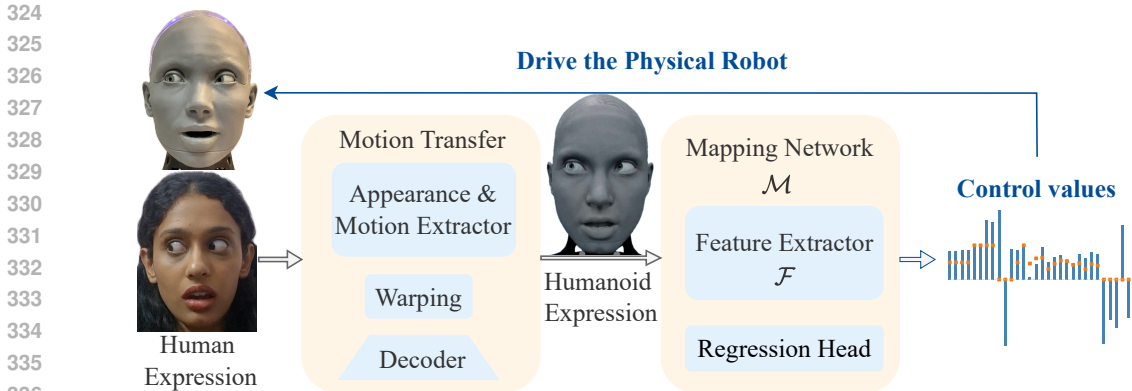 324
325
326
327
328
329
330
331
332
333
334
335
Drive the Physical Robot
Motion Transfer
Appearance &
Motion Extractor
Warping
Decoder
Human
Expression
Humanoid
Expression
Mapping Network
ℳ
Feature Extractor
ℱ
Regression Head
Control values